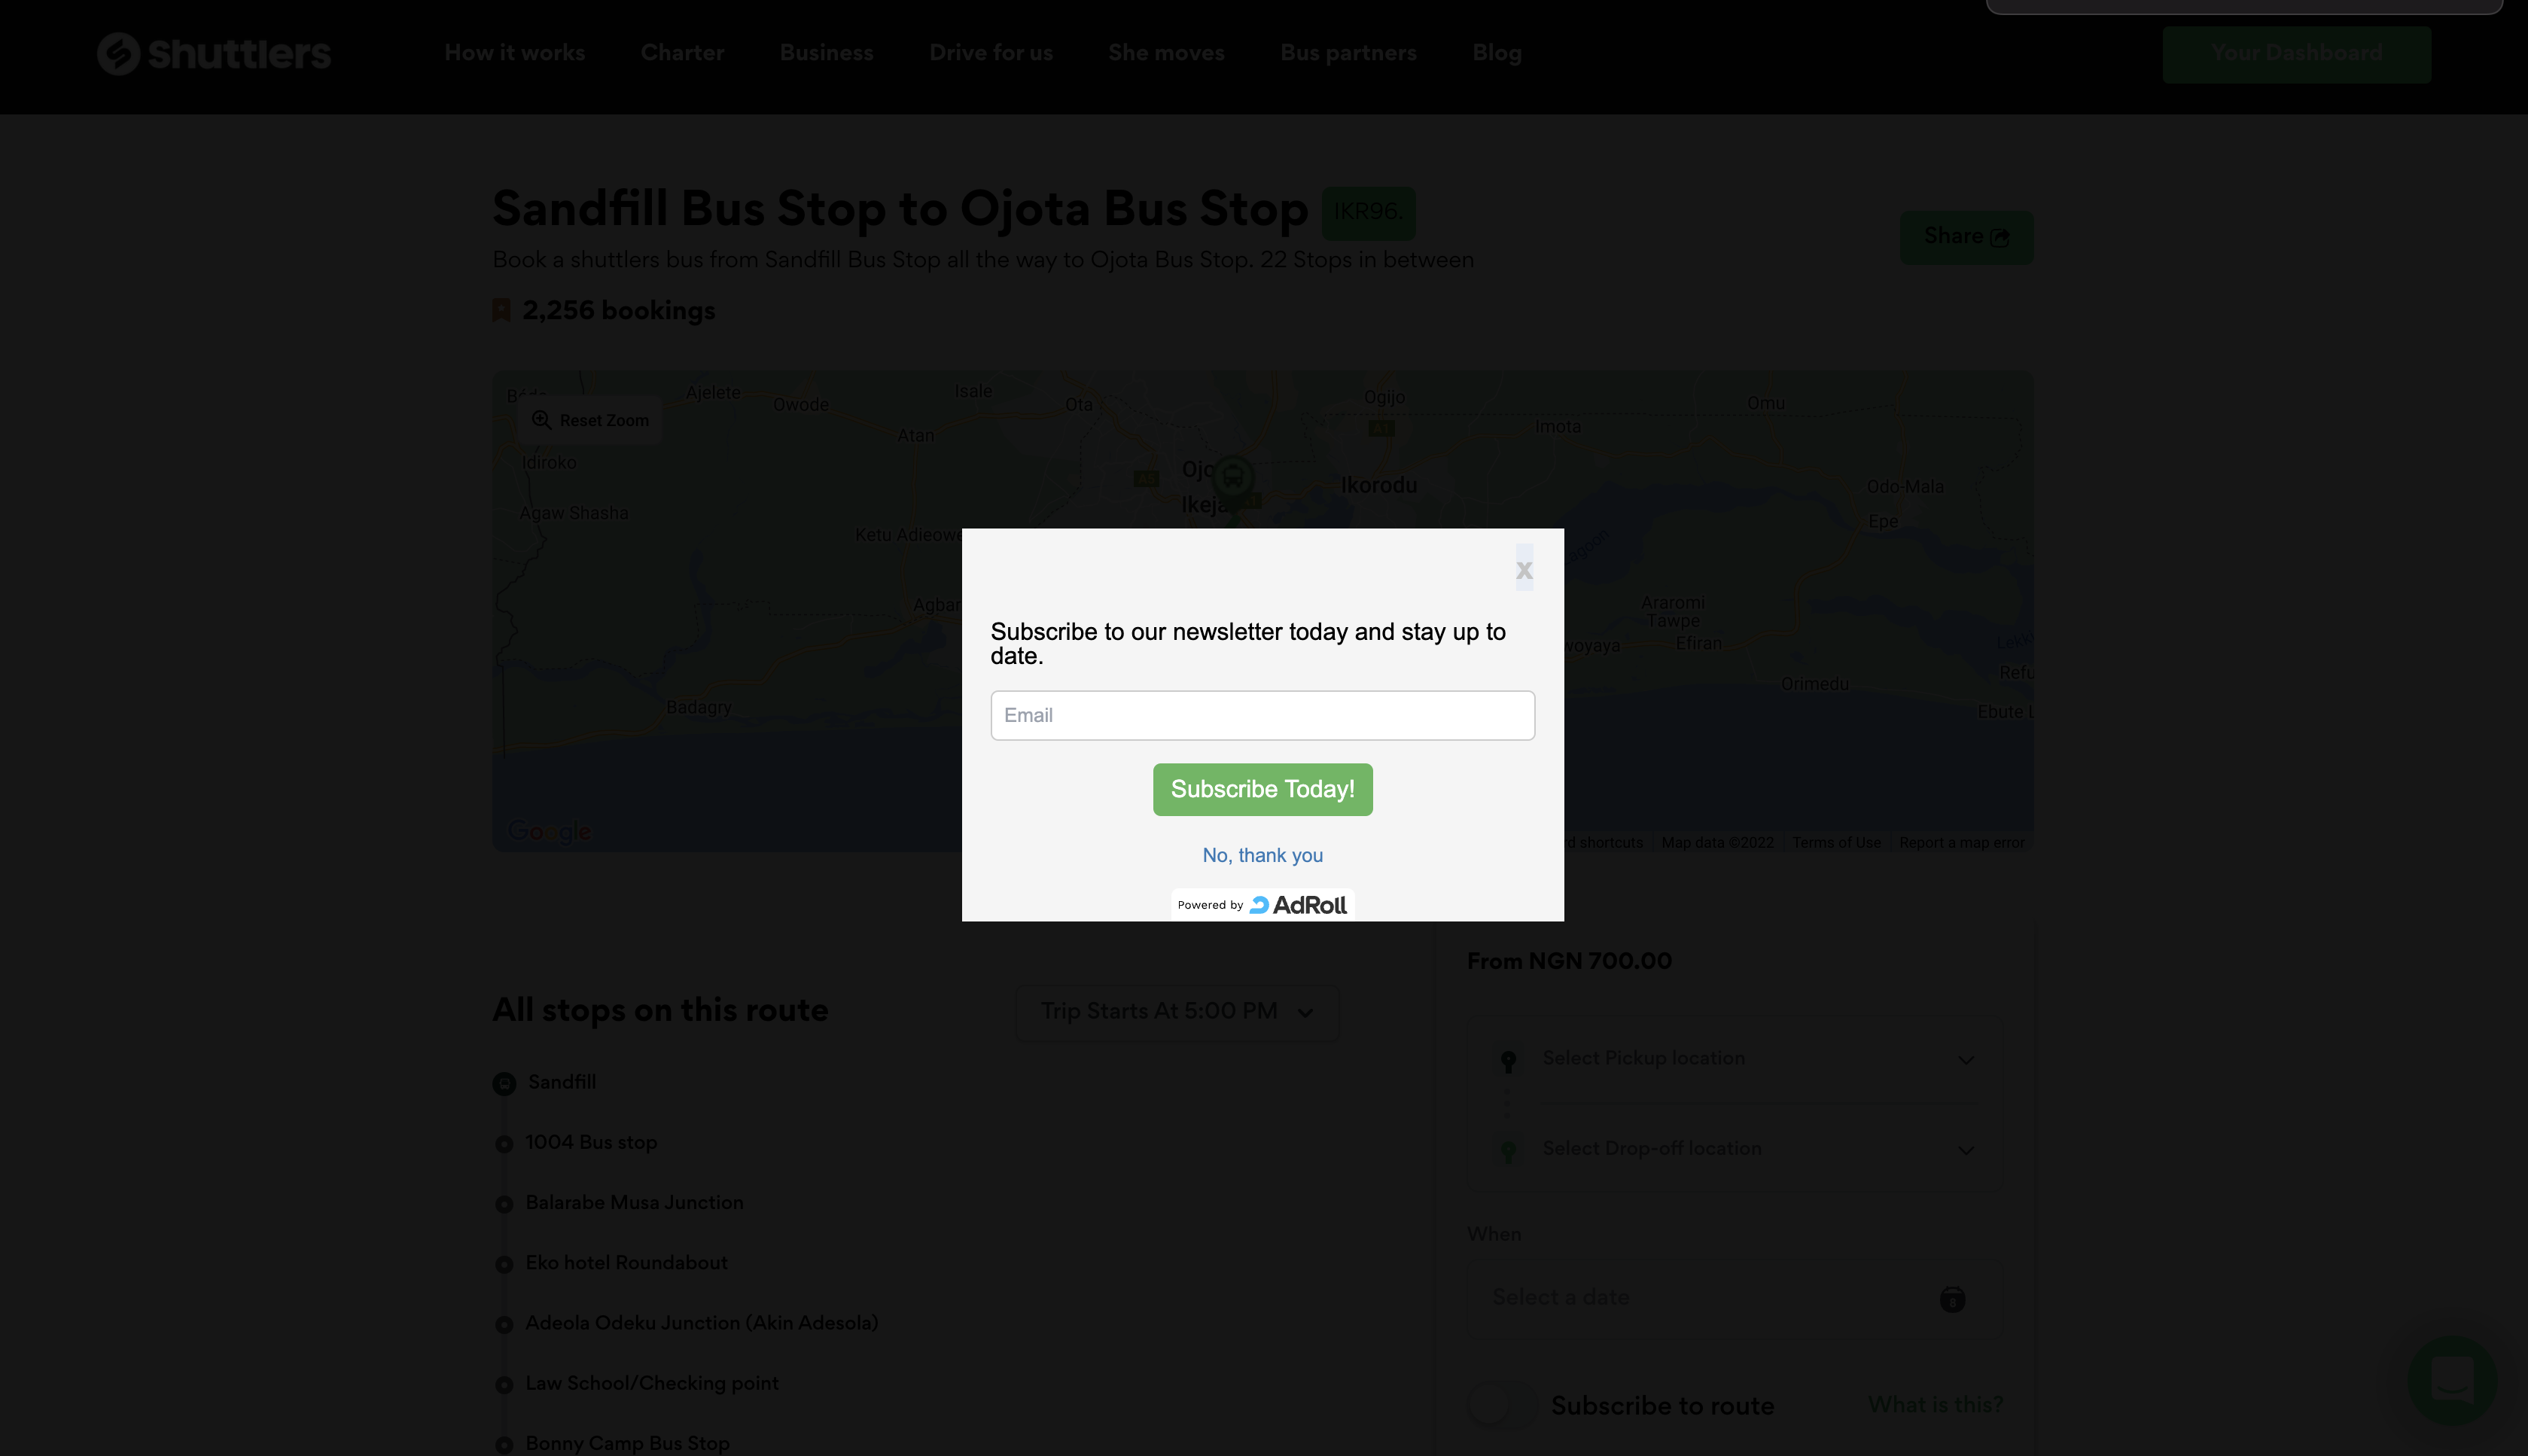 Shuttlers
How it works
Charter
Business
Drive for us
She moves
Bus partners
Blog
Your Dashboard
Sandfill Bus Stop to Ojota Bus Stop
IKR96.
Share
Book a shuttlers bus from Sandfill Bus Stop all the way to Ojota Bus Stop. 22 Stops in between
2,256 bookings
Reset Zoom
Ajelete
Owode
Isale
Ota
Ogijo
A1
Omu
Atan
Imota
Idiroko
A5
Ikorodu
Odo-Mala
Agaw Shasha
Epe
Ketu Adieowe
Lagoon
Agbar
Araromi
Tawpe
woyaya
Efiran
Lekk
Refu
Orimedu
Badagry
Ebute L
Google
rd shortcuts
Map data ©2022
Terms of Use
Report a map error
x
Subscribe to our newsletter today and stay up to
date.
Email
Subscribe Today!
No, thank you
Powered by AdRoll
From NGN 700.00
All stops on this route
Trip Starts At 5:00 PM
Select Pickup location
Sandfill
1004 Bus stop
Select Drop-off location
Balarabe Musa Junction
When
Eko hotel Roundabout
Select a date
8
Adeola Odeku Junction (Akin Adesola)
Law School/Checking point
Subscribe to route
What is this?
Bonny Camp Bus Stop